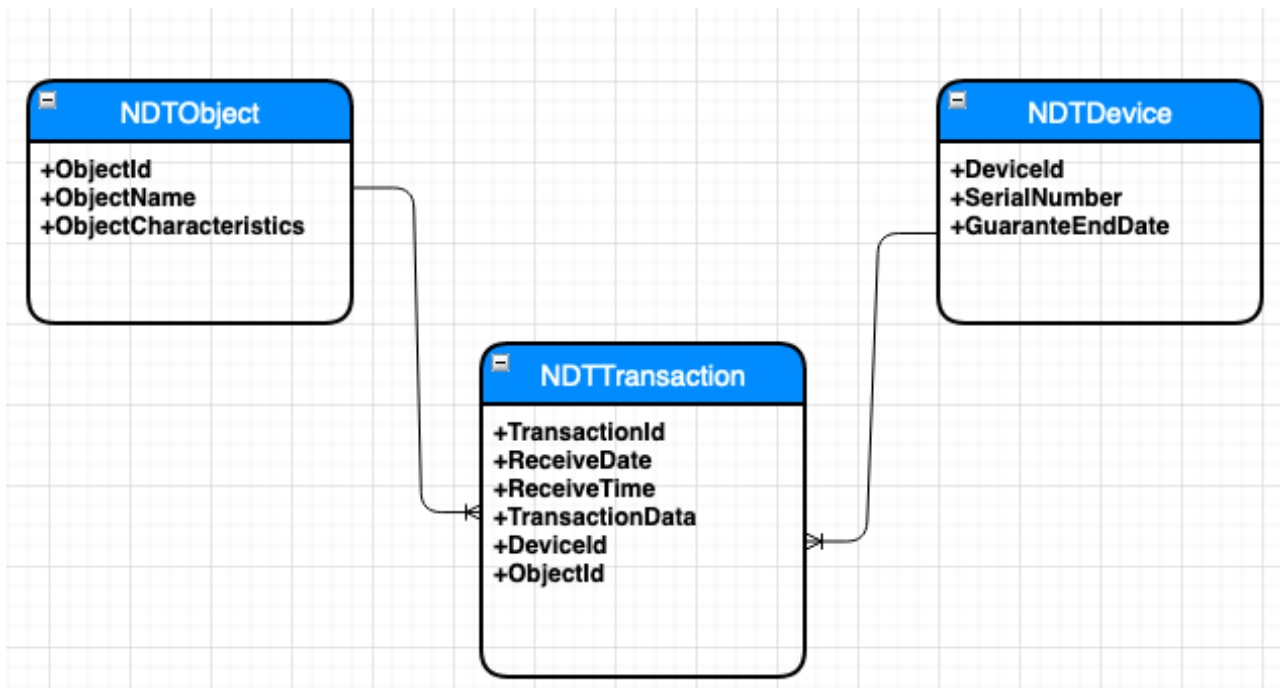 NDTObject
+ObjectId
+ObjectName
+ObjectCharacteristics
NDTDevice
+DeviceId
+SerialNumber
+GuaranteEndDate
NDTTransaction
+TransactionId
+ReceiveDate
+ReceiveTime
+TransactionData
+DeviceId
+ObjectId